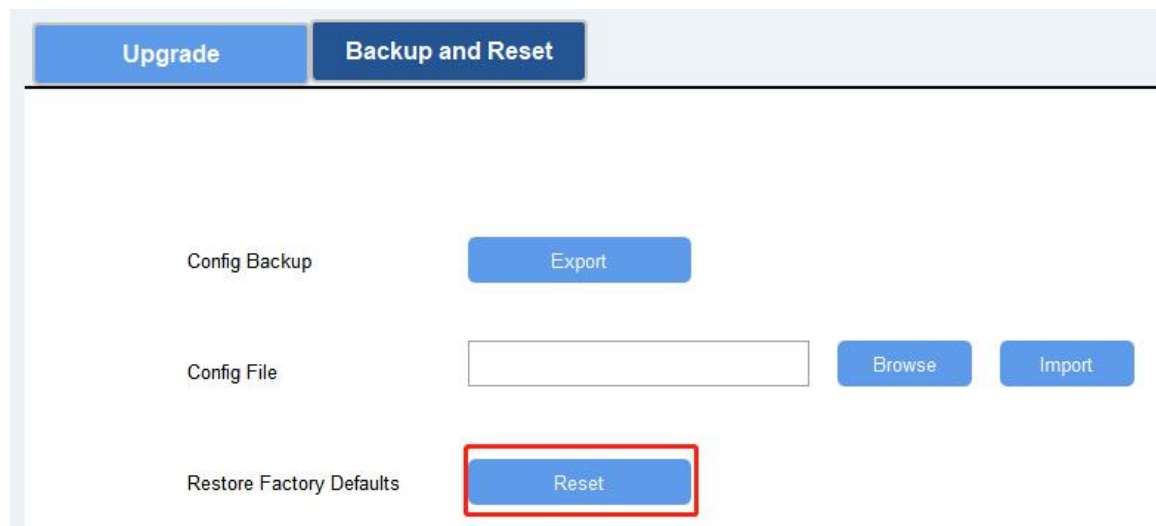 Upgrade
Backup and Reset
Config Backup
Export
Config File
Browse
Import
Restore Factory Defaults
Reset